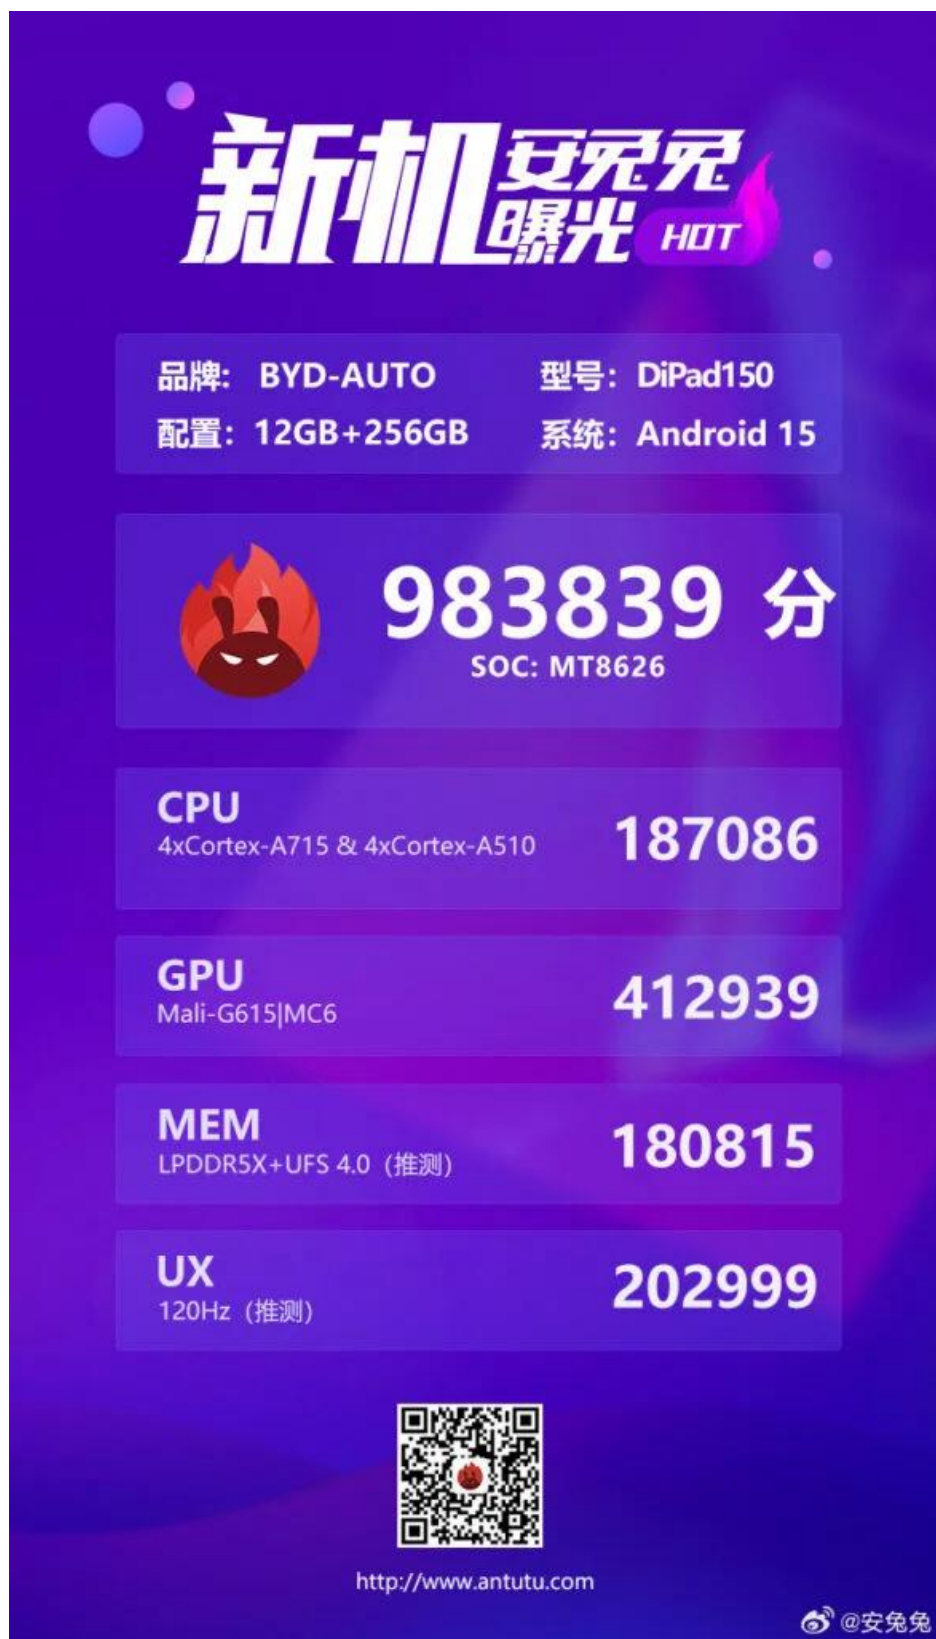 新机安兔兔
曝光 HOT
品牌: BYD-AUTO
型号: DiPad150
配置: 12GB+256GB
系统: Android 15
983839 分
SOC: MT8626
CPU
4xCortex-A715 & 4xCortex-A510
187086
GPU
Mali-G615|MC6
412939
MEM
LPDDR5X+UFS 4.0 (推测)
180815
UX
120Hz (推测)
202999
http://www.antutu.com
@安兔兔